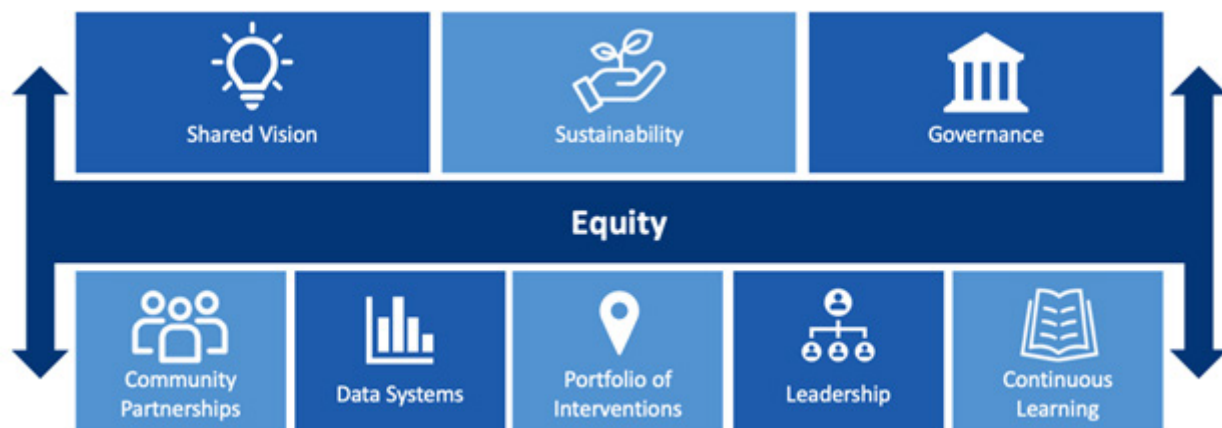 Shared Vision
Sustainability
Governance
Equity
Community
Partnerships
Data Systems
Portfolio of
Interventions
Leadership
Continuous
Learning